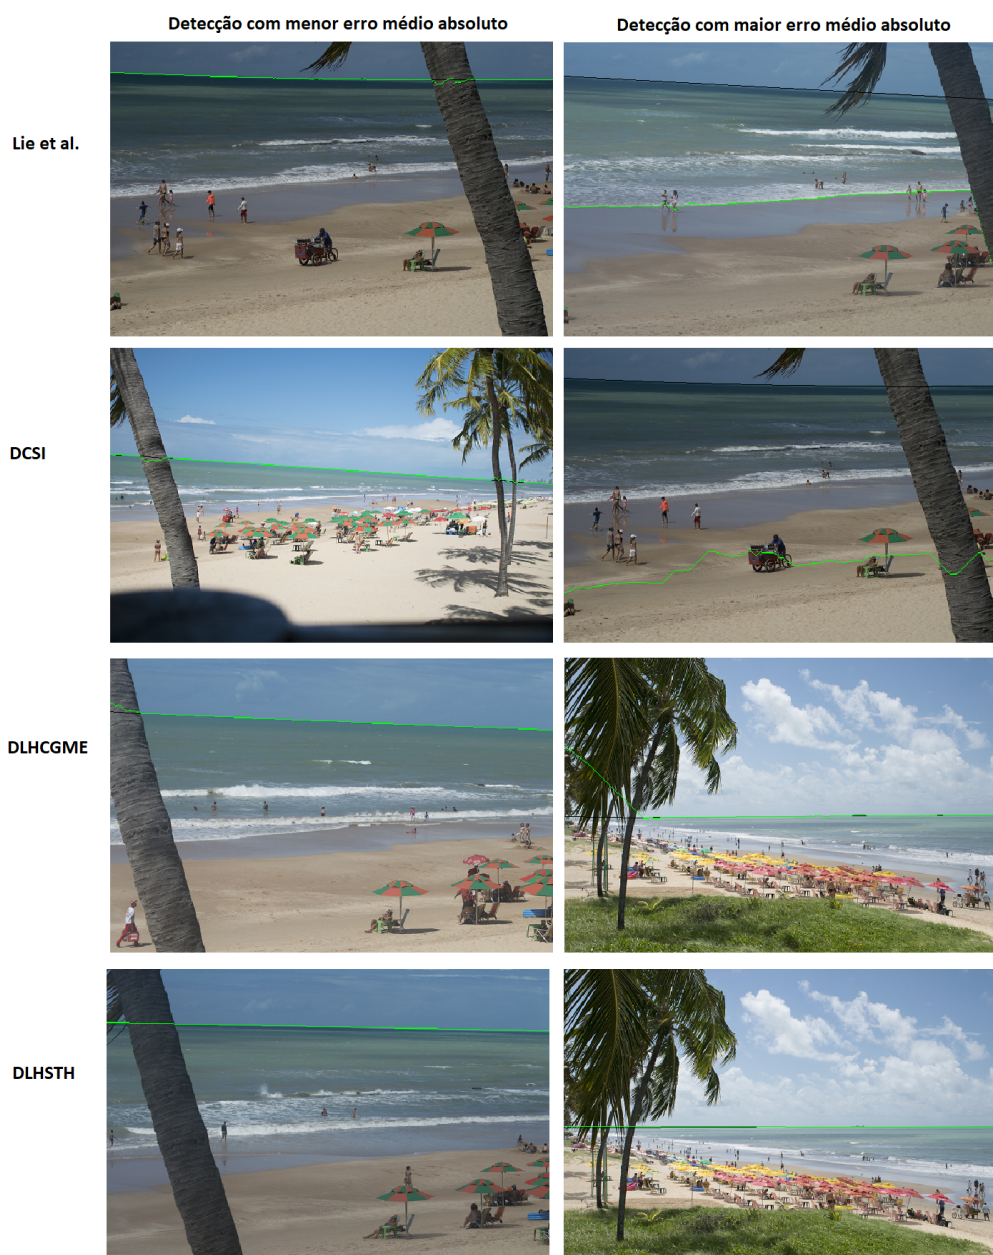 Detecção com menor erro médio absoluto
Detecção com maior erro médio absoluto
Lie et al.
DCSI
DLHCGME
DLHSTH